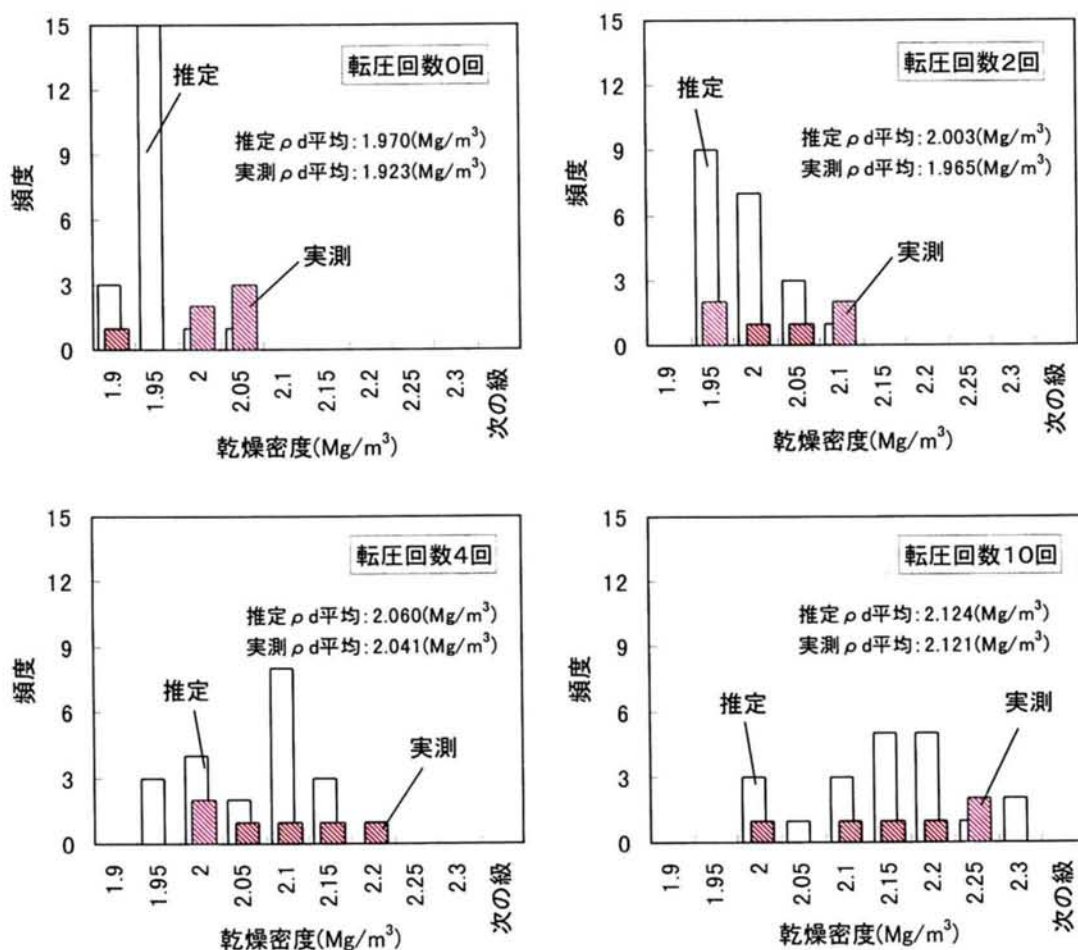 15
12
9
6
3
0
頻度
転圧回数0回
推定
推定ρd平均:1.970(Mg/m³)
実測ρd平均:1.923(Mg/m³)
実測
1.9
1.95
2
2.05
2.1
2.15
2.2
2.25
2.3
次の級
乾燥密度(Mg/m³)
15
12
9
6
3
0
頻度
転圧回数2回
推定
推定ρd平均:2.003(Mg/m³)
実測ρd平均:1.965(Mg/m³)
実測
1.9
1.95
2
2.05
2.1
2.15
2.2
2.25
2.3
次の級
乾燥密度(Mg/m³)
15
12
9
6
3
0
頻度
転圧回数4回
推定ρd平均:2.060(Mg/m³)
実測ρd平均:2.041(Mg/m³)
推定
実測
1.9
1.95
2
2.05
2.1
2.15
2.2
2.25
2.3
次の級
乾燥密度(Mg/m³)
15
12
9
6
3
0
頻度
転圧回数10回
推定ρd平均:2.124(Mg/m³)
実測ρd平均:2.121(Mg/m³)
推定
実測
1.9
1.95
2
2.05
2.1
2.15
2.2
2.25
2.3
次の級
乾燥密度(Mg/m³)